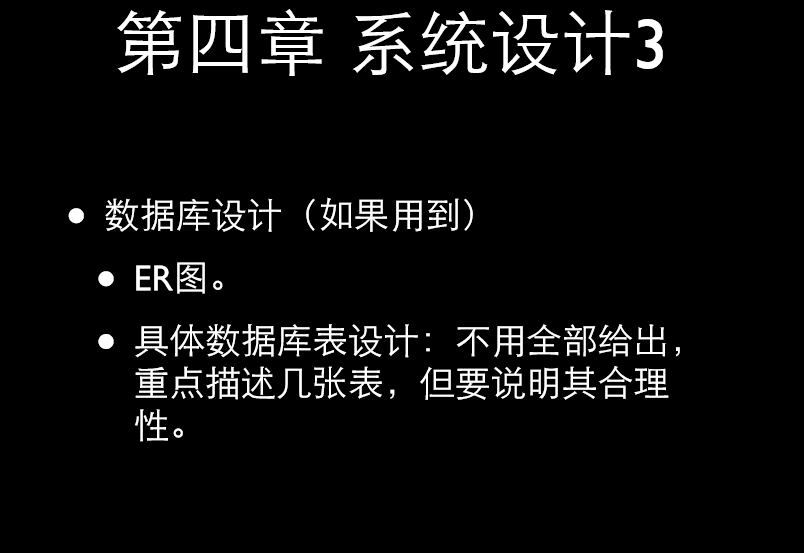 第四章 系统设计3
• 数据库设计（如果用到）
• ER图。
• 具体数据库表设计：不用全部给出，
重点描述几张表，但要说明其合理
性。